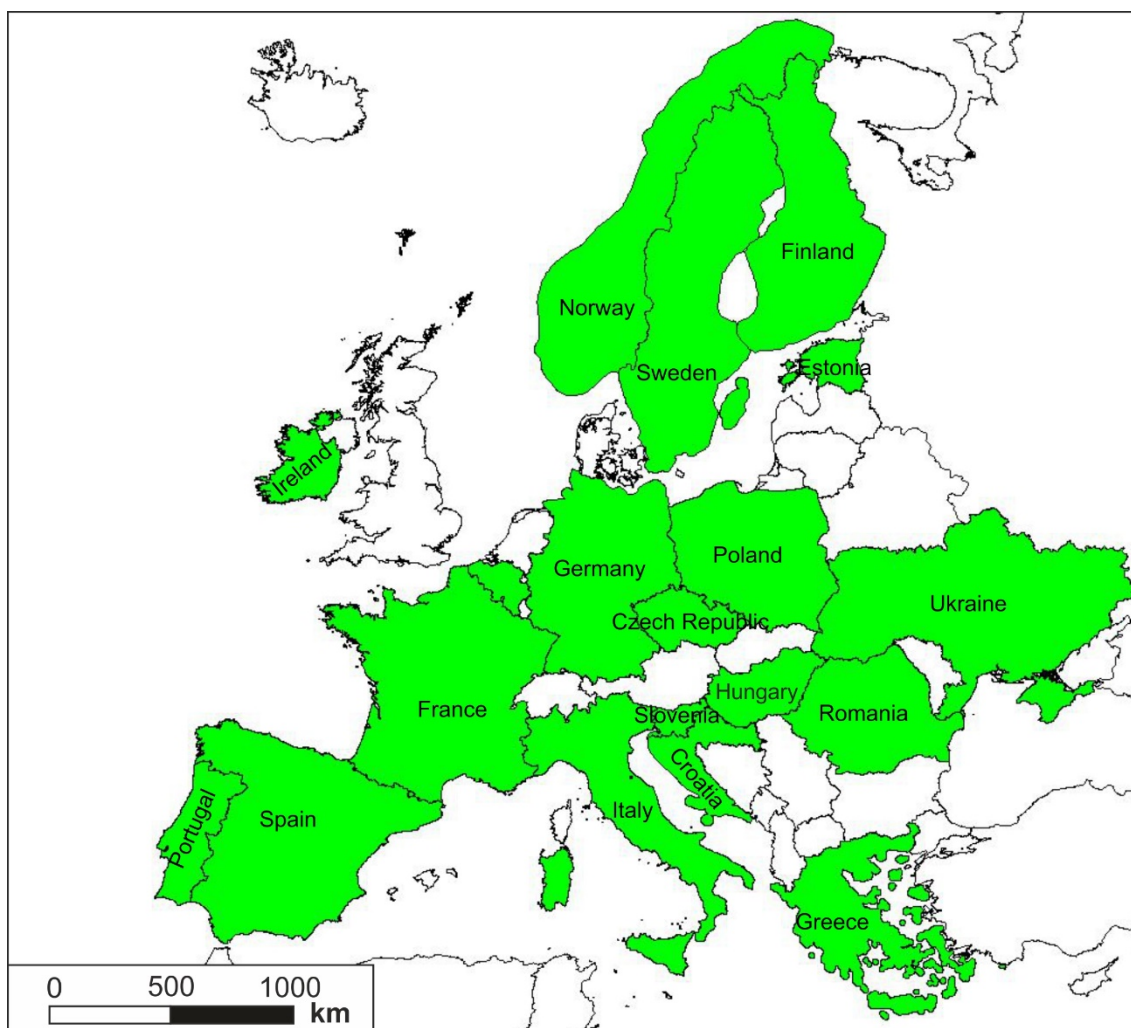 Finland
Norway
Estonia
Sweden
Ireland
Poland
Germany
Ukraine
Czech Republic
Hungary
France
Slovenia
Romania
Croatia
Portugal
Spain
Italy
Greece
0 500 1000
km